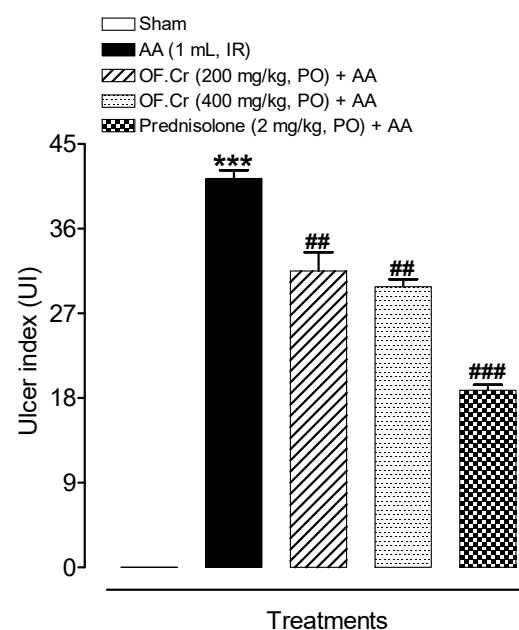 Sham
AA (1 mL, IR)
OF.Cr (200 mg/kg, PO) + AA
OF.Cr (400 mg/kg, PO) + AA
Prednisolone (2 mg/kg, PO) + AA
45
36
27
18
9
0
Ulcer index (UI)
***
##
##
###
Treatments